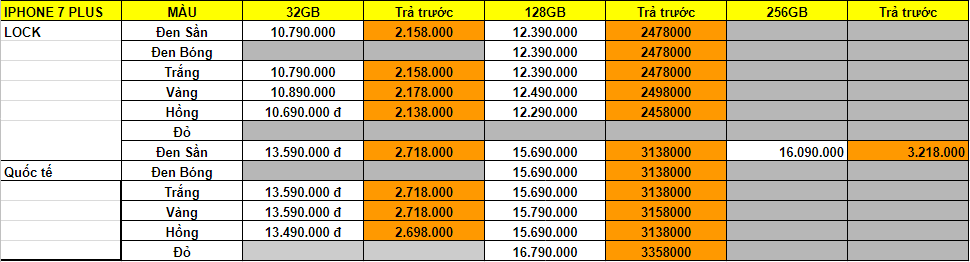 IPHONE 7 PLUS MÀU 32GB Trả trước 128GB Trả trước 256GB Trả trước
LOCK Đen Sần 10.790.000 2.158.000 12.390.000 2478000
Đen Bóng 12.390.000 2478000
Trắng 10.790.000 2.158.000 12.390.000 2478000
Vàng 10.890.000 2.178.000 12.490.000 2498000
Hồng 10.690.000 đ 2.138.000 12.290.000 2458000
Đỏ
Đen Sần 13.590.000 2.718.000 15.690.000 3138000 16.090.000 3.218.000
Quốc tế Đen Bóng 15.690.000 3138000
Trắng 13.590.000 đ 2.718.000 15.690.000 3138000
Vàng 13.590.000 đ 2.718.000 15.790.000 3158000
Hồng 13.490.000 đ 2.698.000 15.690.000 3138000
Đỏ 16.790.000 3358000